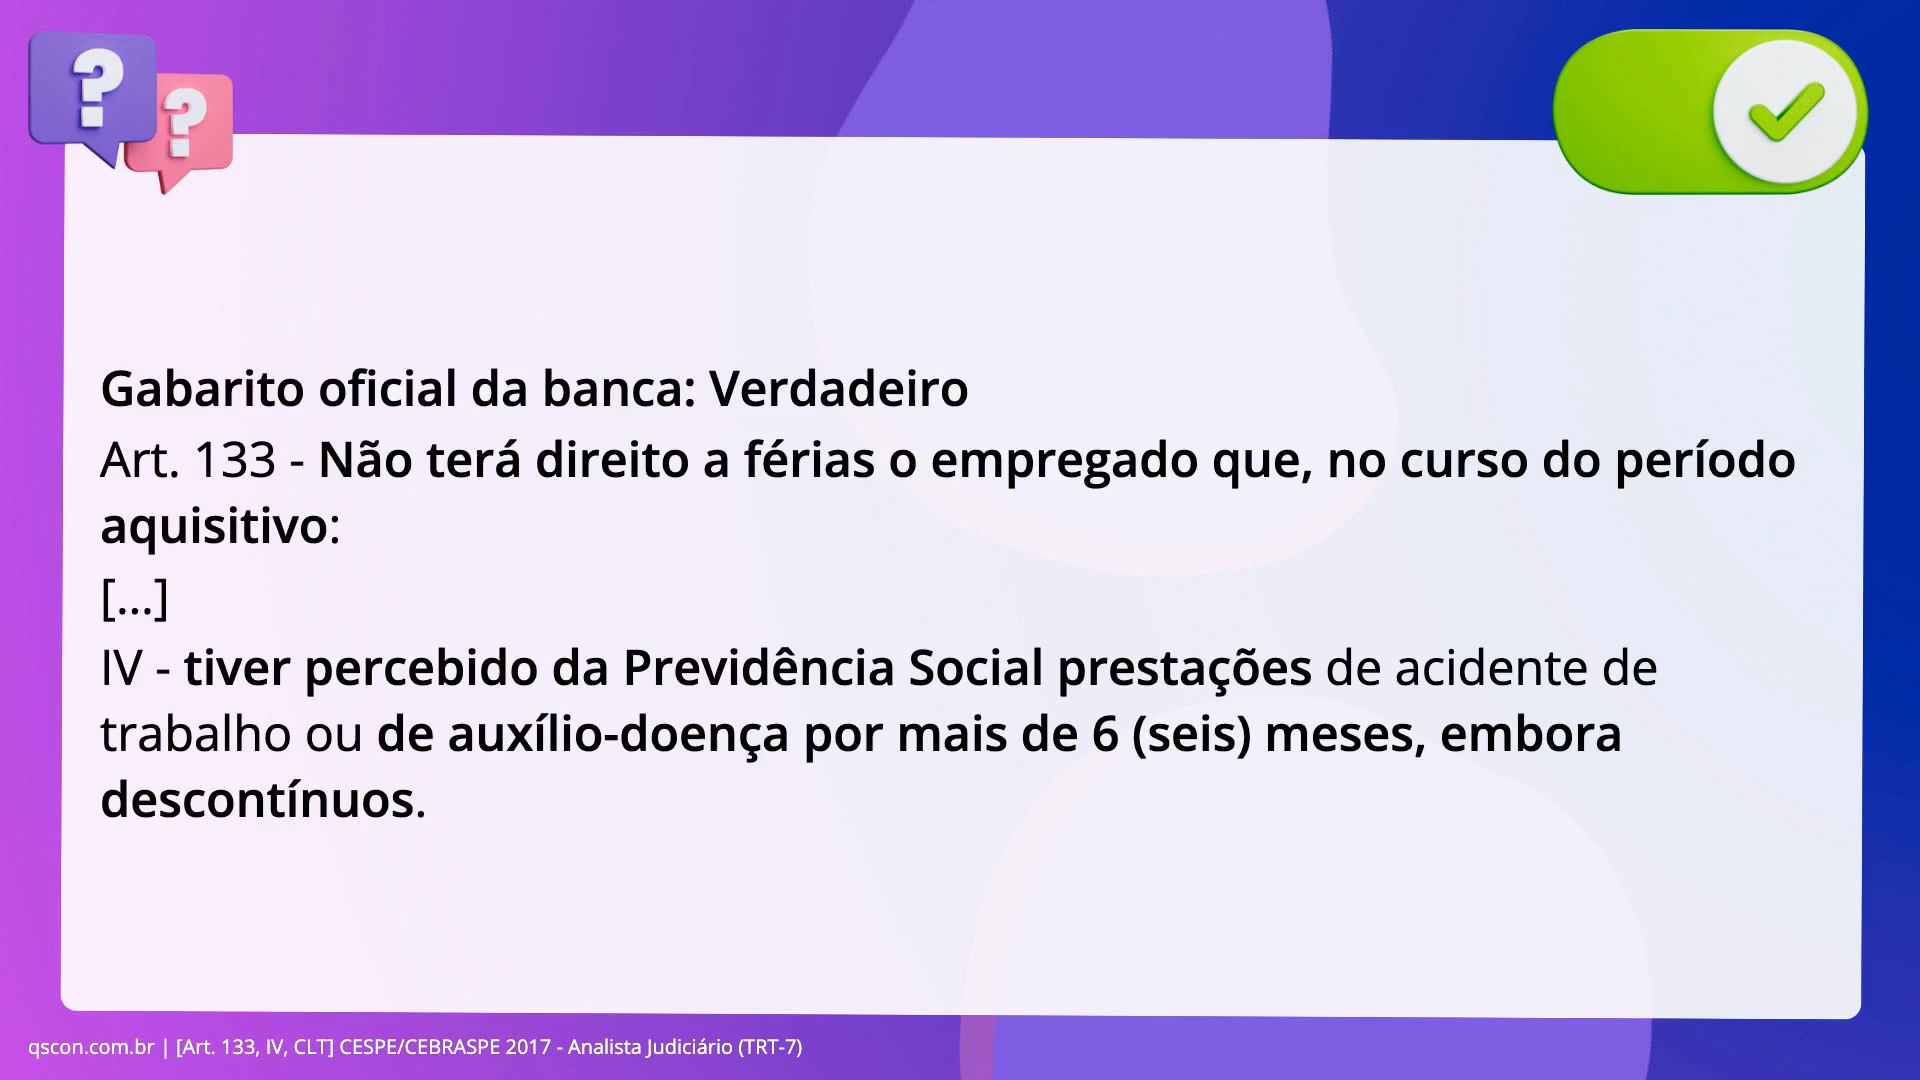 Gabarito oficial da banca: Verdadeiro
Art. 133 - Não terá direito a férias o empregado que, no curso do período
aquisitivo:
[...]
IV - tiver percebido da Previdência Social prestações de acidente de
trabalho ou de auxílio-doença por mais de 6 (seis) meses, embora
descontínuos.
qscon.com.br | [Art. 133, IV, CLT] CESPE/CEBRASPE 2017 - Analista Judiciário (TRT-7)